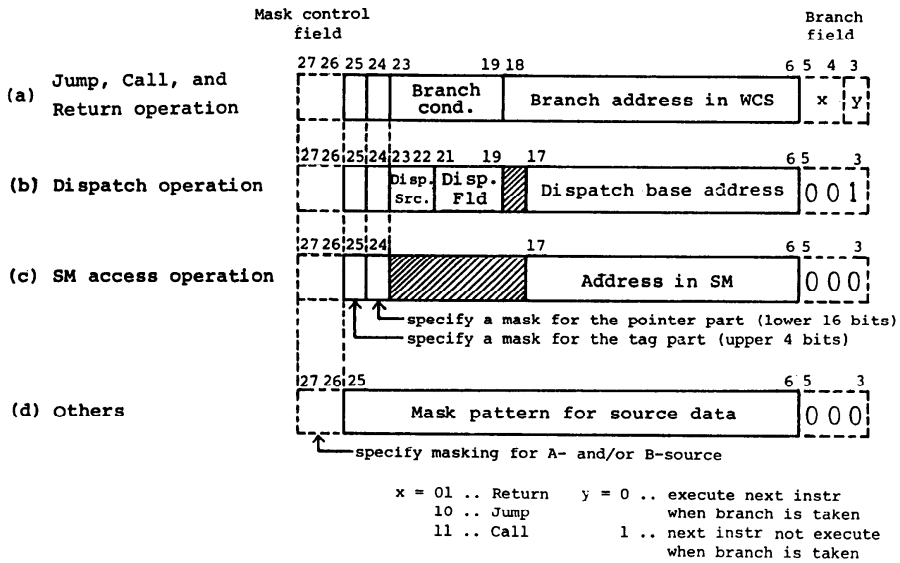 Mask control Branch
field field
27 26 25 24 23 19 18 6 5 4 3
(a) Jump, Call, and Return operation Branch cond. Branch address in WCS x y
27 26 25 24 23 22 21 19 17 6 5 3
(b) Dispatch operation Disp. Src. Disp. Fld Dispatch base address 0 0 1
27 26 25 24 17 6 5 3
(c) SM access operation Address in SM 0 0 0
specify a mask for the pointer part (lower 16 bits)
specify a mask for the tag part (upper 4 bits)
27 26 25 6 5 3
(d) Others Mask pattern for source data 0 0 0
specify masking for A- and/or B-source
x = 01 .. Return y = 0 .. execute next instr
10 .. Jump when branch is taken
11 .. Call 1 .. next instr not execute
when branch is taken